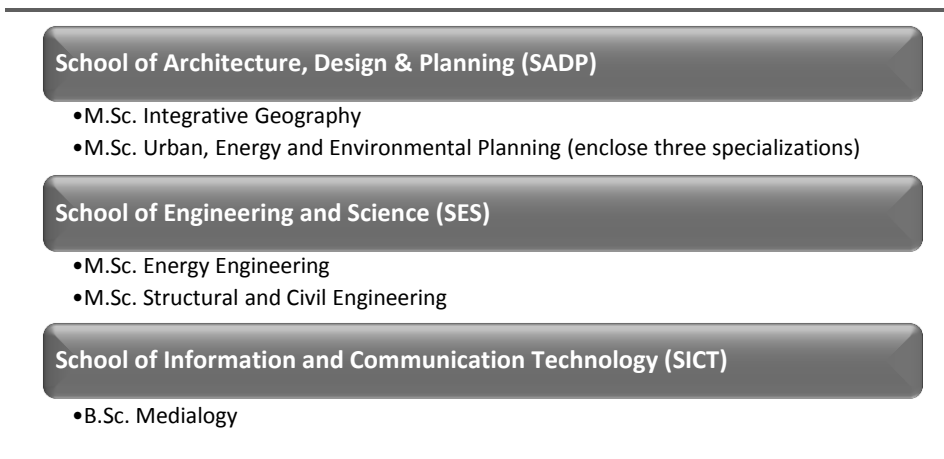 School of Architecture, Design & Planning (SADP)
•M.Sc. Integrative Geography
•M.Sc. Urban, Energy and Environmental Planning (enclose three specializations)
School of Engineering and Science (SES)
•M.Sc. Energy Engineering
•M.Sc. Structural and Civil Engineering
School of Information and Communication Technology (SICT)
•B.Sc. Medialogy